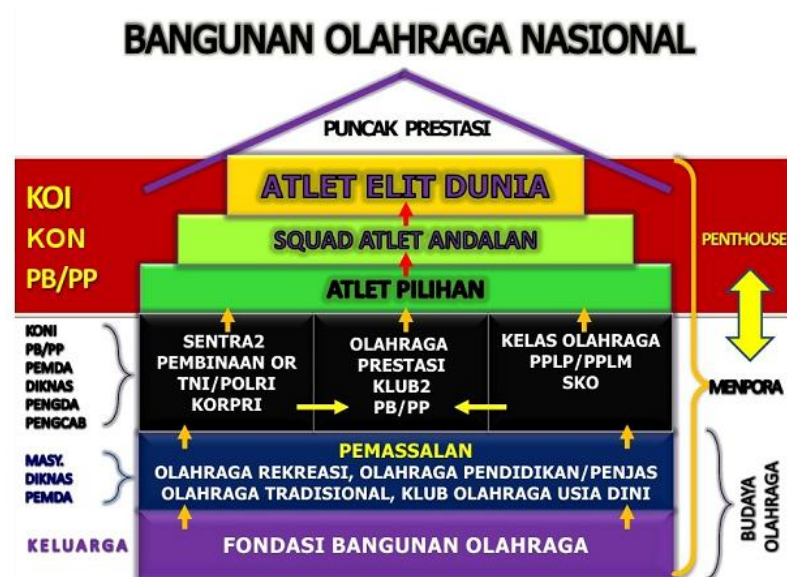 BANGUNAN OLAHRAGA NASIONAL
PUNCAK PRESTASI
KOI
KON
PB/PP
ATLET ELIT DUNIA
SQUAD ATLET ANDALAN
ATLET PILIHAN
PENTHOUSE
KONI
PB/PP
PEMDA
DIKNAS
PENGDA
PENGCAB
SENTRA2
PEMBINAAN OR
TNI/POLRI
KORPRI
OLAHRAGA
PRESTASI
KLUB2
PB/PP
KELAS OLAHRAGA
PPLP/PPLM
SKO
MENPORA
MASY.
DIKNAS
PEMDA
PEMASSALAN
OLAHRAGA REKREASI, OLAHRAGA PENDIDIKAN/PENJAS
OLAHRAGA TRADISIONAL, KLUB OLAHRAGA USIA DINI
BUDAYA
OLAHRAGA
KELUARGA
FONDASI BANGUNAN OLAHRAGA